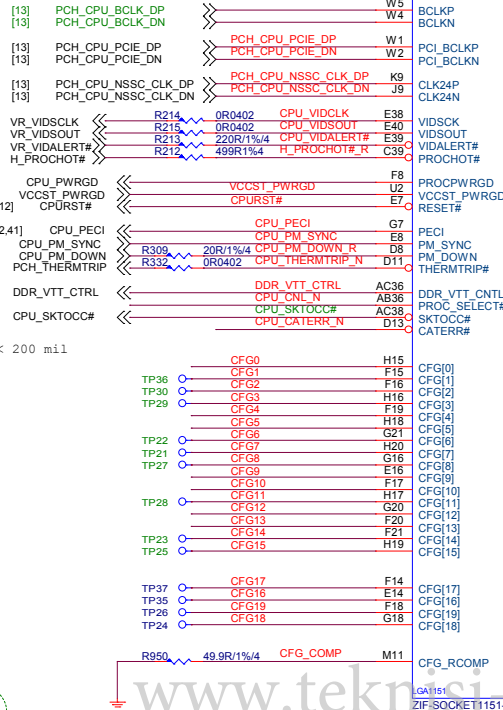 W5
[13] PCH_CPU_BCLK_DP BCLKP
[13] PCH_CPU_BCLK_DN W4 BCLKN
[13] PCH_CPU_PCIE_DP PCH_CPU_PCIE_DP W1 PCI_BCLKP
[13] PCH_CPU_PCIE_DN PCH_CPU_PCIE_DN W2 PCI_BCLKN
[13] PCH_CPU_NSSC_CLK_DP PCH_CPU_NSSC_CLK_DP K9 CLK24P
[13] PCH_CPU_NSSC_CLK_DN PCH_CPU_NSSC_CLK_DN J9 CLK24N
VR_VIDSCLK R214 0R0402 CPU_VIDCLK E38 VIDSCK
VR_VIDSOUT R215 0R0402 CPU_VIDSOUT E40 VIDSOUT
VR_VIDALERT# R213 220R/1%/4 CPU_VIDALERT# E39 VIDALERT#
H_PROCHOT# R212 499R1%4 H_PROCHOT#_R C39 PROCHOT#
CPU_PWRGD F8 PROCPWRGD
VCCST_PWRGD VCCST_PWRGD U2 VCCST_PWRGD
12] CPURST# CPURST# E7 RESET#
2,41] CPU_PECI CPU_PECI G7 PECI
CPU_PM_SYNC CPU_PM_SYNC E8 PM_SYNC
CPU_PM_DOWN R309 20R/1%/4 CPU_PM_DOWN_R D8 PM_DOWN
PCH_THERMTRIP R332 0R0402 CPU_THERMTRIP_N D11 THERMTRIP#
DDR_VTT_CTRL DDR_VTT_CTRL AC36 DDR_VTT_CNTL
CPU_CNL_N AB36 PROC_SELECT#
CPU_SKTOCC# CPU_SKTOCC# AC38 SKTOCC#
CPU_CATERR_N D13 CATERR#
< 200 mil
CFG0 H15 CFG[0]
TP36 CFG1 F15 CFG[1]
TP30 CFG2 F16 CFG[2]
TP29 CFG3 H16 CFG[3]
CFG4 F19 CFG[4]
CFG5 H18 CFG[5]
TP22 CFG6 G21 CFG[6]
TP21 CFG7 H20 CFG[7]
TP27 CFG8 G16 CFG[8]
CFG9 E16 CFG[9]
CFG10 F17 CFG[10]
TP28 CFG11 H17 CFG[11]
CFG12 G20 CFG[12]
CFG13 F20 CFG[13]
TP23 CFG14 F21 CFG[14]
TP25 CFG15 H19 CFG[15]
TP37 CFG17 F14 CFG[17]
TP35 CFG16 E14 CFG[16]
TP26 CFG19 F18 CFG[19]
TP24 CFG18 G18 CFG[18]
R950 49.9R/1%/4 CFG_COMP M11 CFG_RCOMP
www.teknisi-
LGA1151
ZIF-SOCKET1151-